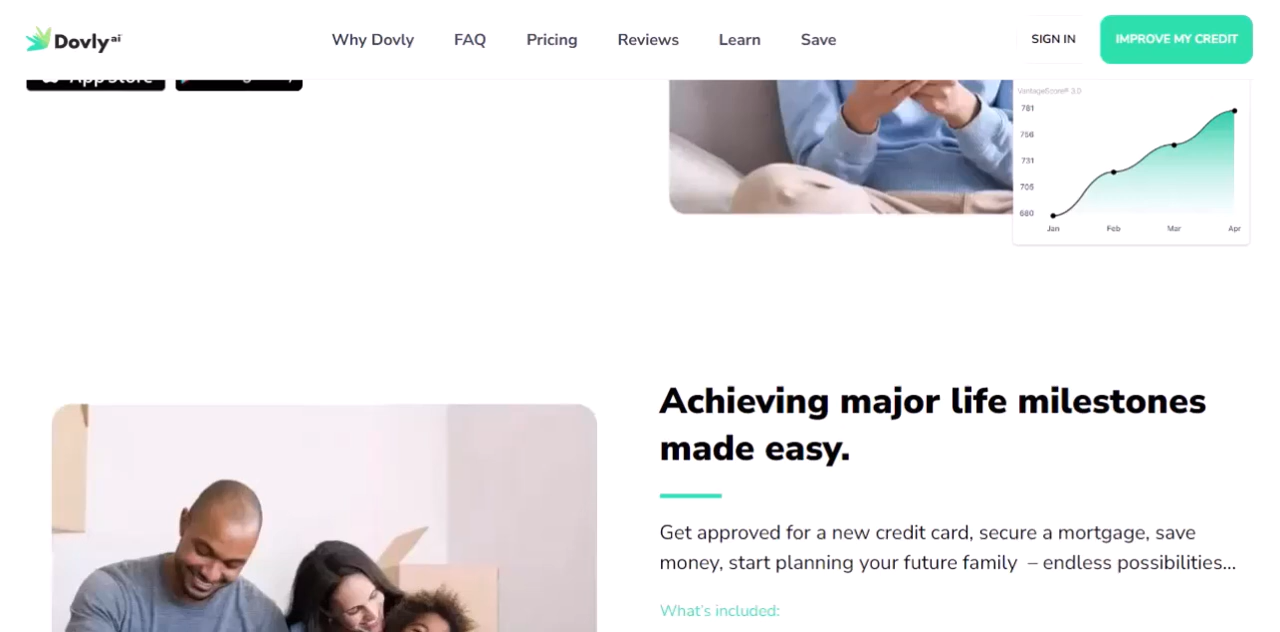 Dovly ai
Why Dovly
FAQ
Pricing
Reviews
Learn
Save
SIGN IN
IMPROVE MY CREDIT
App Store
VantageScore® 3.0
781
756
731
705
680
Jan Feb Mar Apr
Achieving major life milestones
made easy.
Get approved for a new credit card, secure a mortgage, save
money, start planning your future family – endless possibilities...
What's included: